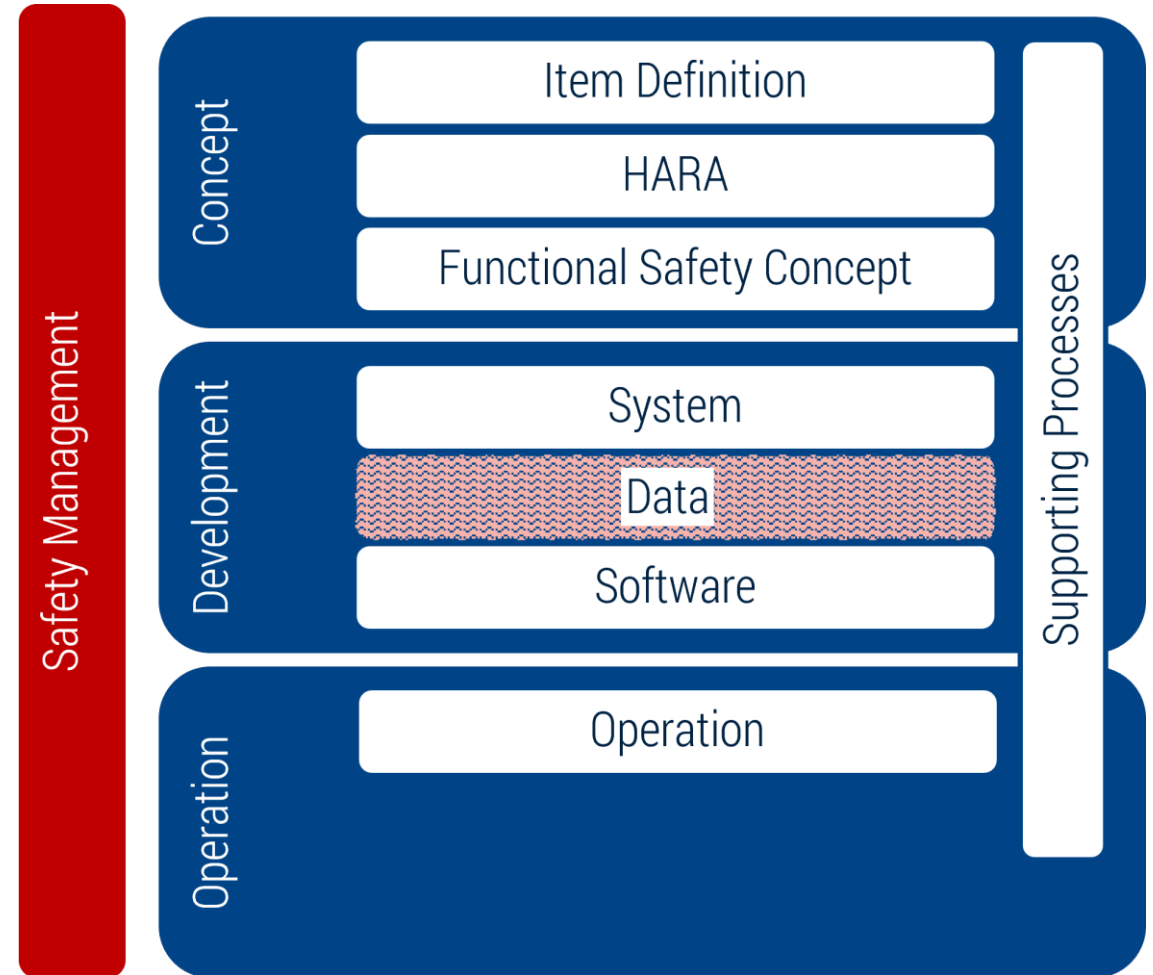 Safety Management
Concept
Item Definition
HARA
Functional Safety Concept
Development
System
Data
Software
Operation
Operation
Supporting Processes